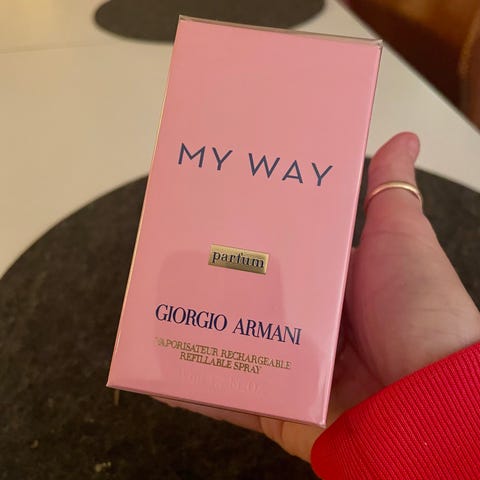 MY WAY
parfum
GIORGIO ARMANI
VAPORISATEUR RECHARGEABLE
REFILLABLE SPRAY